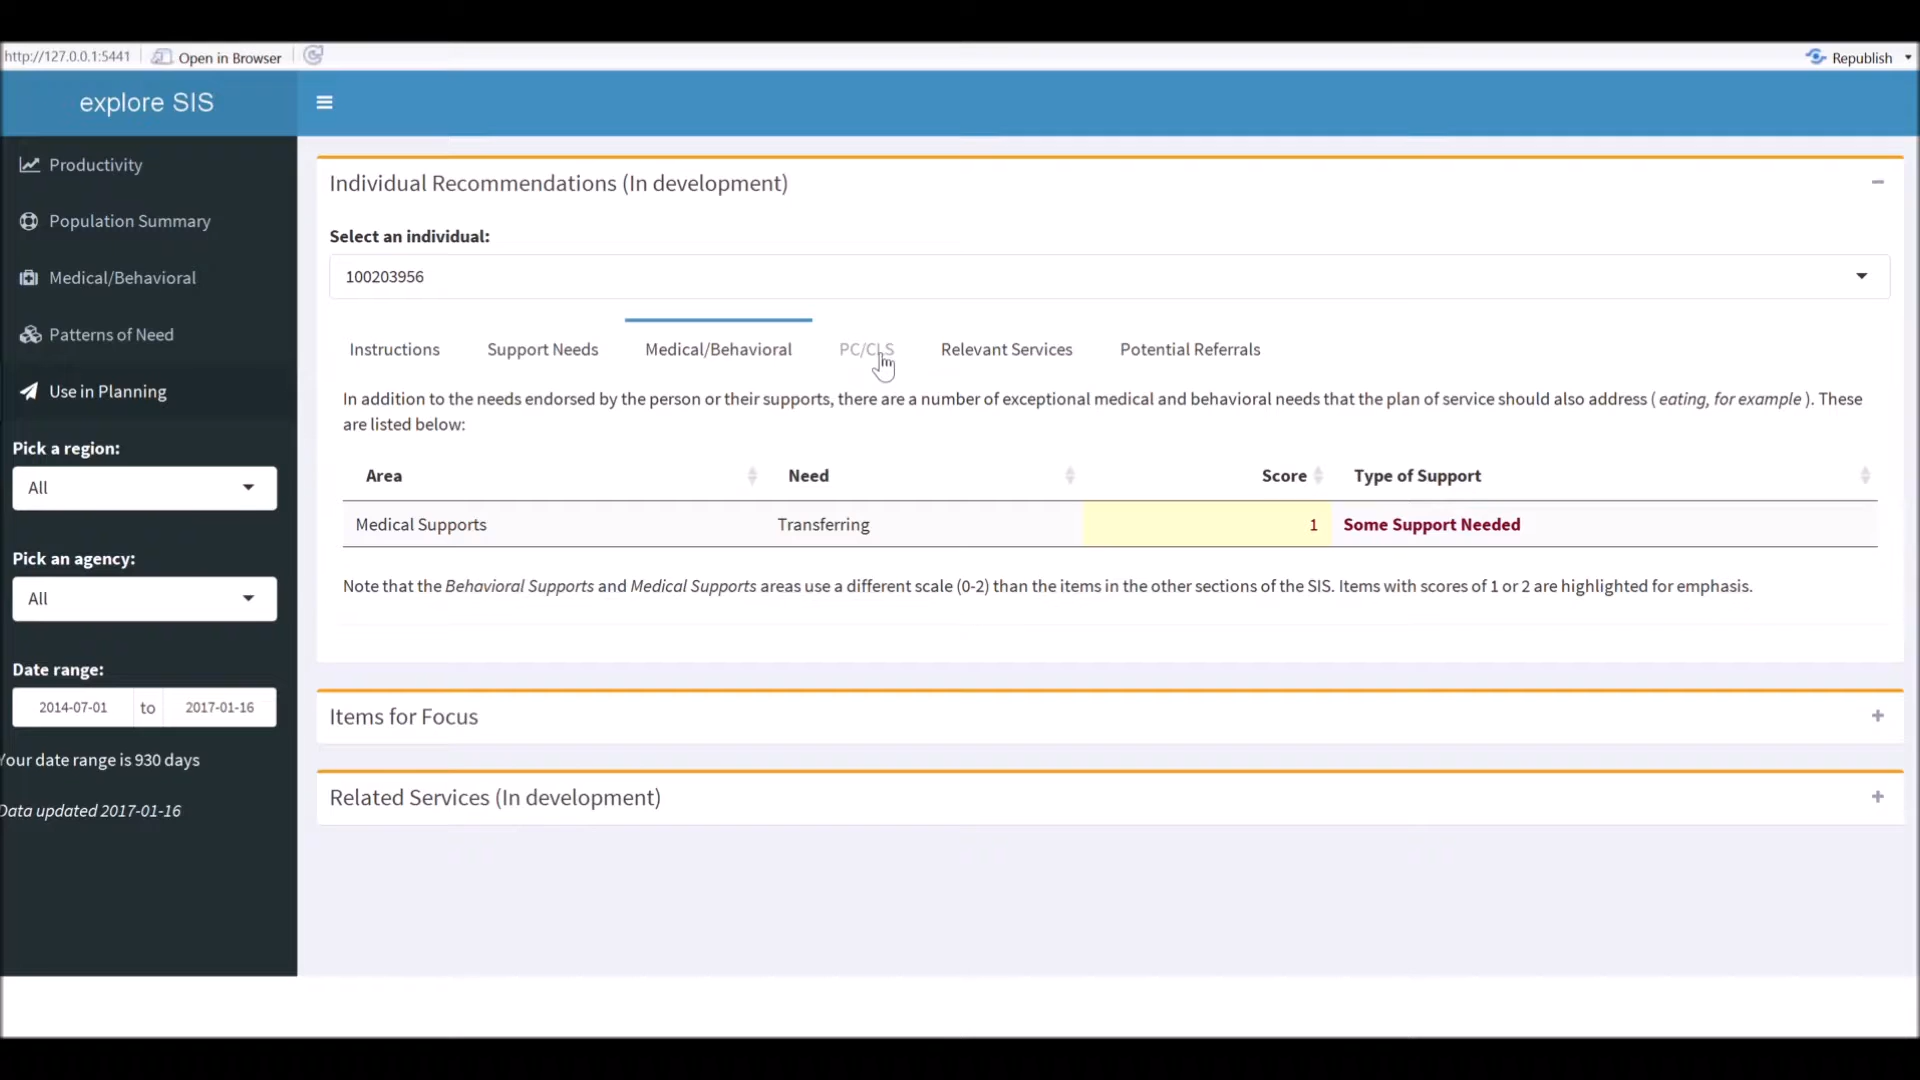 http://127.0.0.1:5441
Open in Browser
Republish
explore SIS
Productivity
Population Summary
Medical/Behavioral
Patterns of Need
Use in Planning
Pick a region:
All
Pick an agency:
All
Date range:
2014-07-01 to 2017-01-16
Your date range is 930 days
Data updated 2017-01-16
Individual Recommendations (In development)
Select an individual:
100203956
Instructions Support Needs Medical/Behavioral PC/CLS Relevant Services Potential Referrals
In addition to the needs endorsed by the person or their supports, there are a number of exceptional medical and behavioral needs that the plan of service should also address ( eating, for example ). These
are listed below:
Area Need Score Type of Support
Medical Supports Transferring 1 Some Support Needed
Note that the Behavioral Supports and Medical Supports areas use a different scale (0-2) than the items in the other sections of the SIS. Items with scores of 1 or 2 are highlighted for emphasis.
Items for Focus
Related Services (In development)